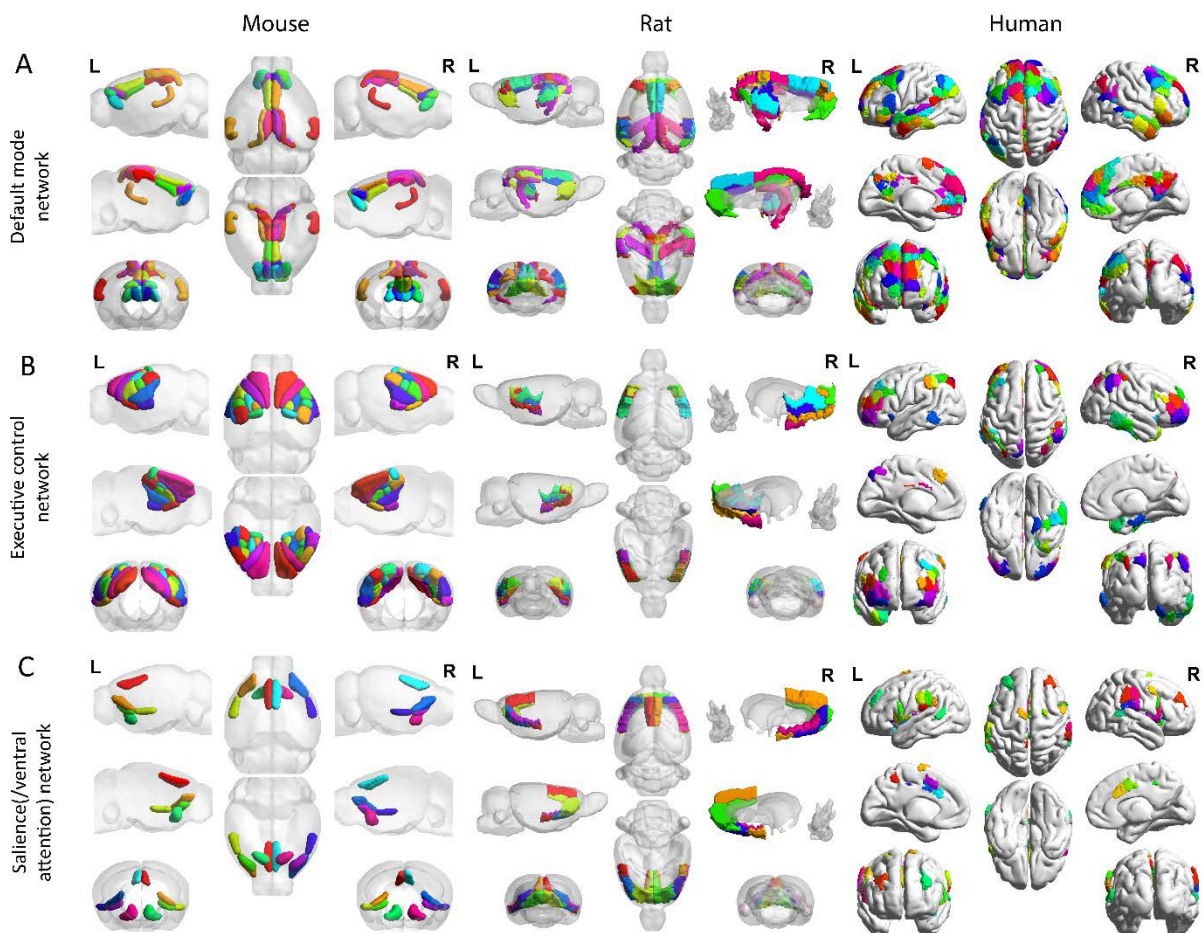 Mouse Rat Human
A
L R L R L R
Default mode
network
B
L R L R L R
Executive control
network
C
L R L R L R
Salience(/ventral
attention) network